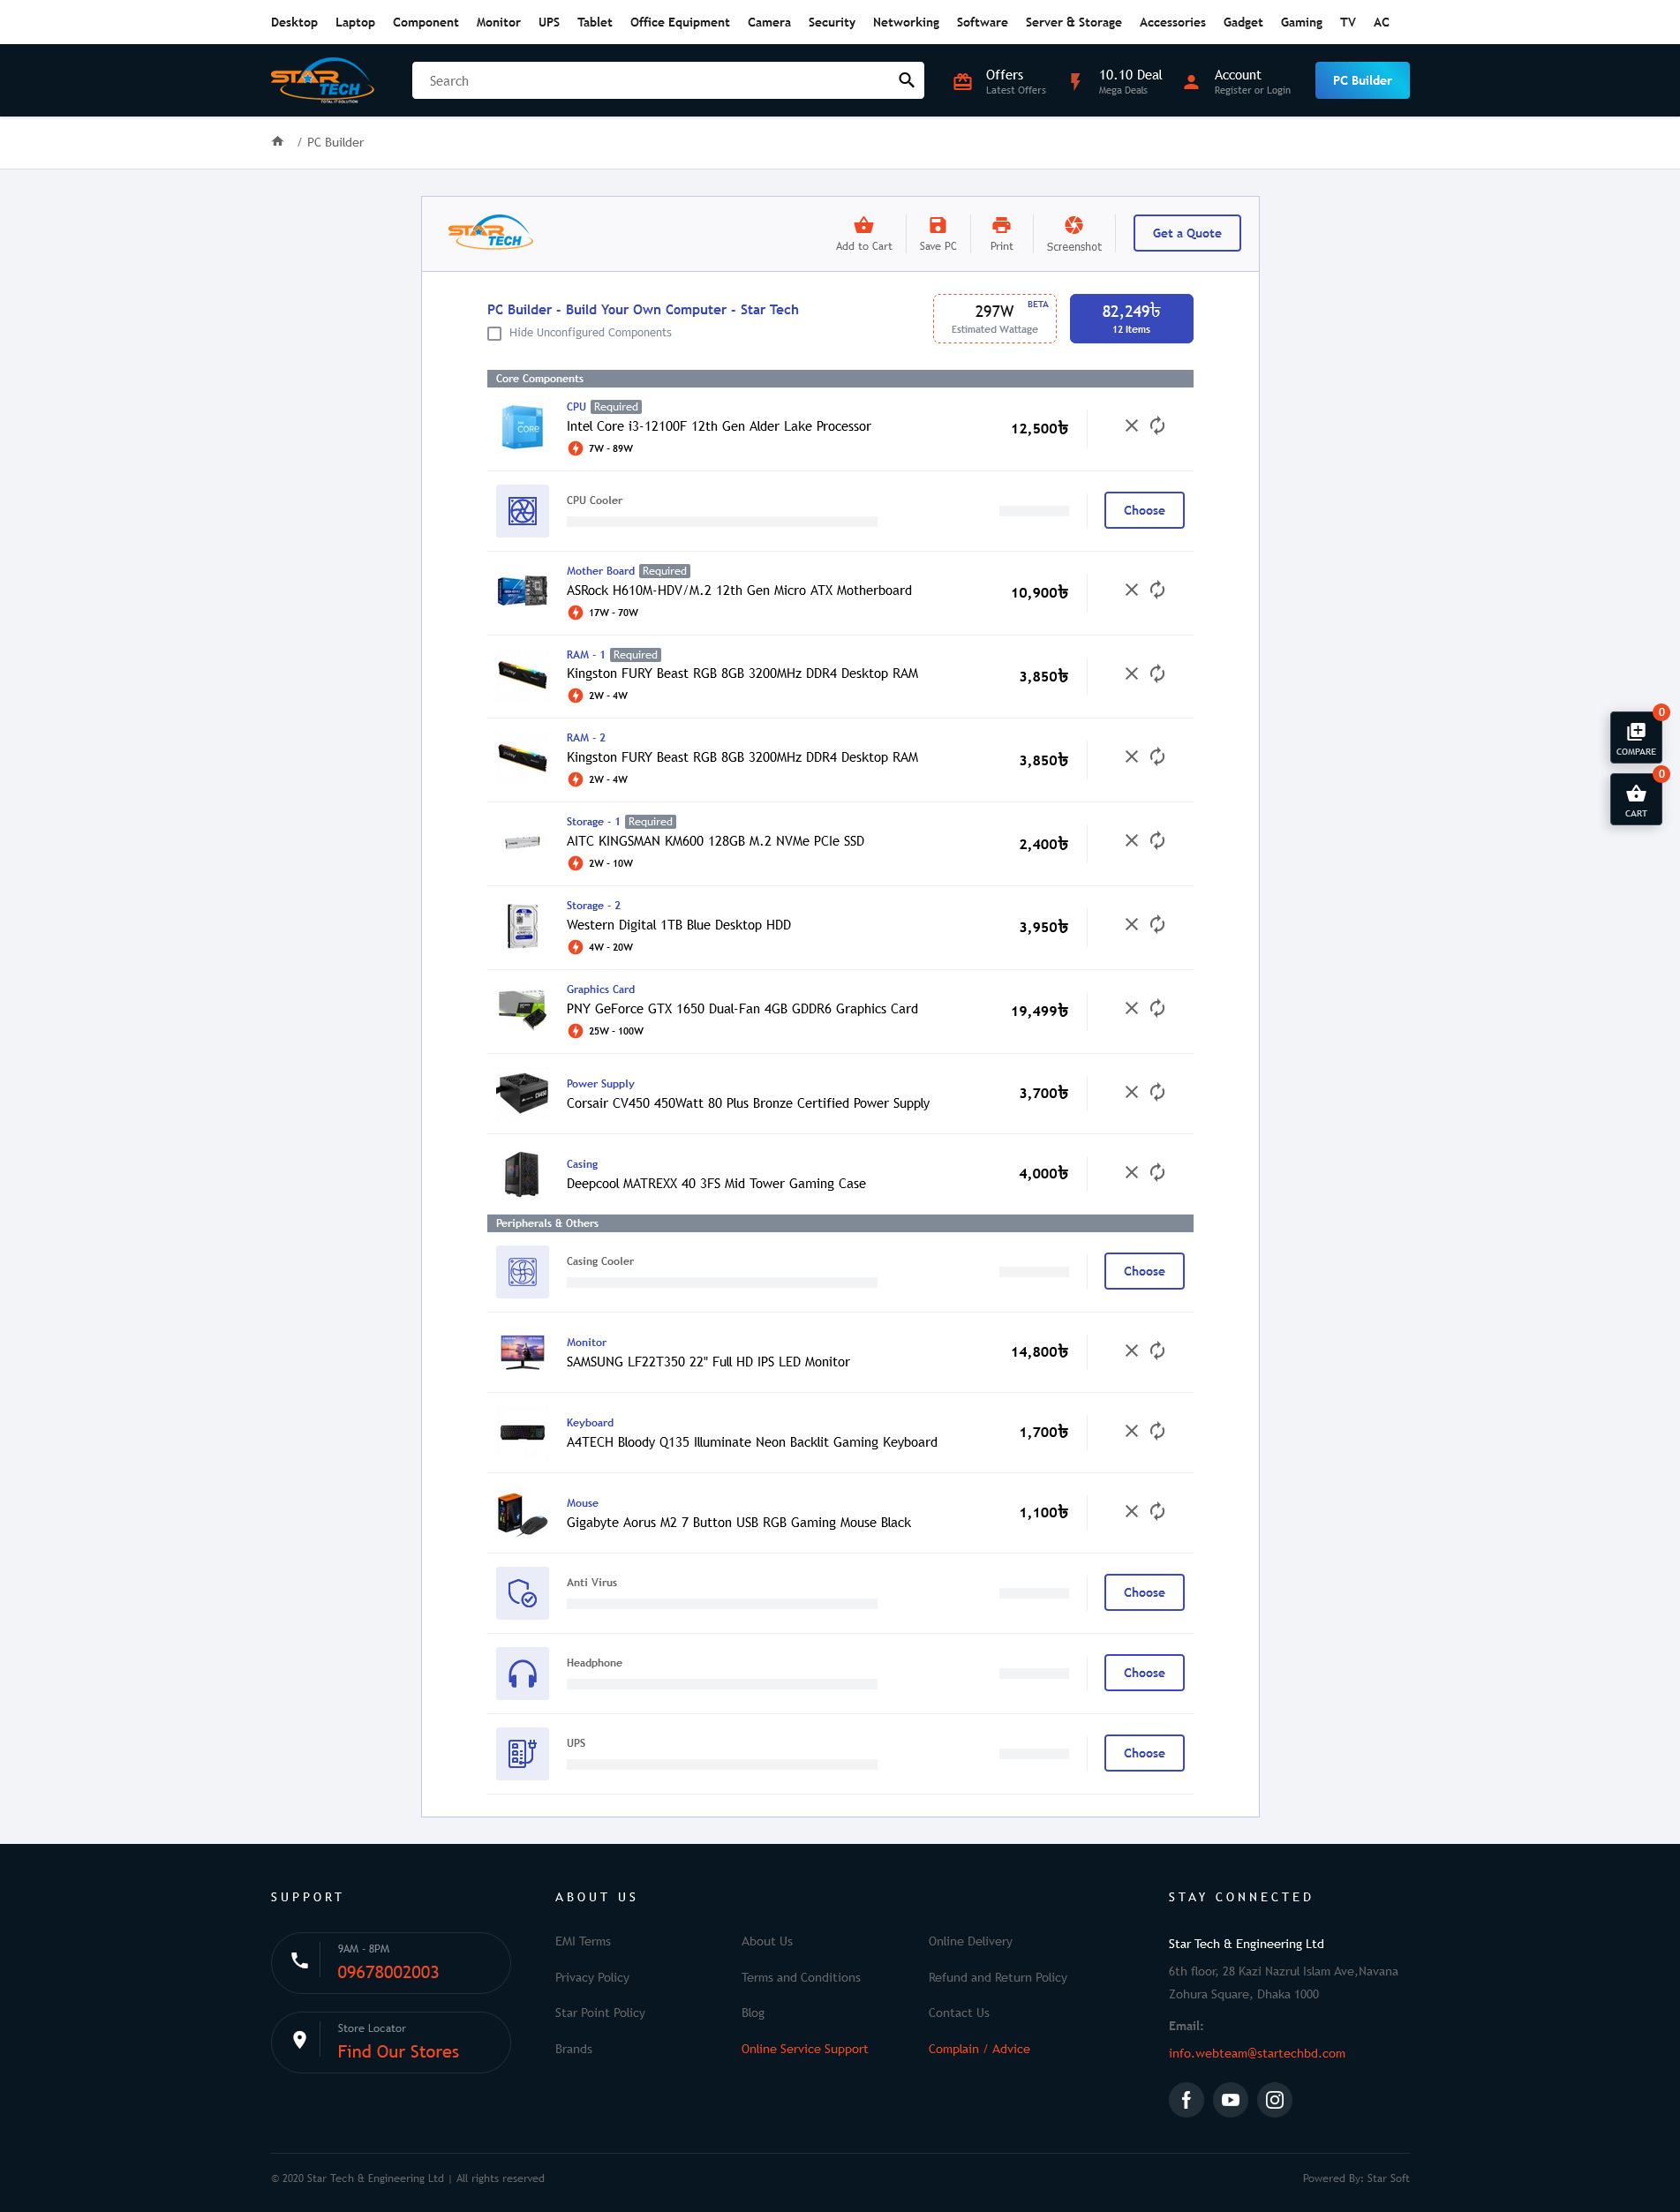 Desktop Laptop Component Monitor UPS Tablet Office Equipment Camera Security Networking Software Server & Storage Accessories Gadget Gaming TV AC
STAR TECH
TOTAL IT SOLUTION
Search
Offers
Latest Offers
10.10 Deal
Mega Deals
Account
Register or Login
PC Builder
/ PC Builder
STAR TECH
Add to Cart
Save PC
Print
Screenshot
Get a Quote
PC Builder - Build Your Own Computer - Star Tech
Hide Unconfigured Components
297W
BETA
Estimated Wattage
82,249৳
12 Items
Core Components
CPU Required
Intel Core i3-12100F 12th Gen Alder Lake Processor
7W - 89W
12,500৳
CPU Cooler
Choose
Mother Board Required
ASRock H610M-HDV/M.2 12th Gen Micro ATX Motherboard
17W - 70W
10,900৳
RAM - 1 Required
Kingston FURY Beast RGB 8GB 3200MHz DDR4 Desktop RAM
2W - 4W
3,850৳
RAM - 2
Kingston FURY Beast RGB 8GB 3200MHz DDR4 Desktop RAM
2W - 4W
3,850৳
Storage - 1 Required
AITC KINGSMAN KM600 128GB M.2 NVMe PCIe SSD
2W - 10W
2,400৳
Storage - 2
Western Digital 1TB Blue Desktop HDD
4W - 20W
3,950৳
Graphics Card
PNY GeForce GTX 1650 Dual-Fan 4GB GDDR6 Graphics Card
25W - 100W
19,499৳
Power Supply
Corsair CV450 450Watt 80 Plus Bronze Certified Power Supply
3,700৳
Casing
Deepcool MATREXX 40 3FS Mid Tower Gaming Case
4,000৳
Peripherals & Others
Casing Cooler
Choose
Monitor
SAMSUNG LF22T350 22" Full HD IPS LED Monitor
14,800৳
Keyboard
A4TECH Bloody Q135 Illuminate Neon Backlit Gaming Keyboard
1,700৳
Mouse
Gigabyte Aorus M2 7 Button USB RGB Gaming Mouse Black
1,100৳
Anti Virus
Choose
Headphone
Choose
UPS
Choose
0
COMPARE
0
CART
SUPPORT
9AM - 8PM
09678002003
Store Locator
Find Our Stores
ABOUT US
EMI Terms
About Us
Online Delivery
Privacy Policy
Terms and Conditions
Refund and Return Policy
Star Point Policy
Blog
Contact Us
Brands
Online Service Support
Complain / Advice
STAY CONNECTED
Star Tech & Engineering Ltd
6th floor, 28 Kazi Nazrul Islam Ave,Navana
Zohura Square, Dhaka 1000
Email:
info.webteam@startechbd.com
© 2020 Star Tech & Engineering Ltd | All rights reserved
Powered By: Star Soft